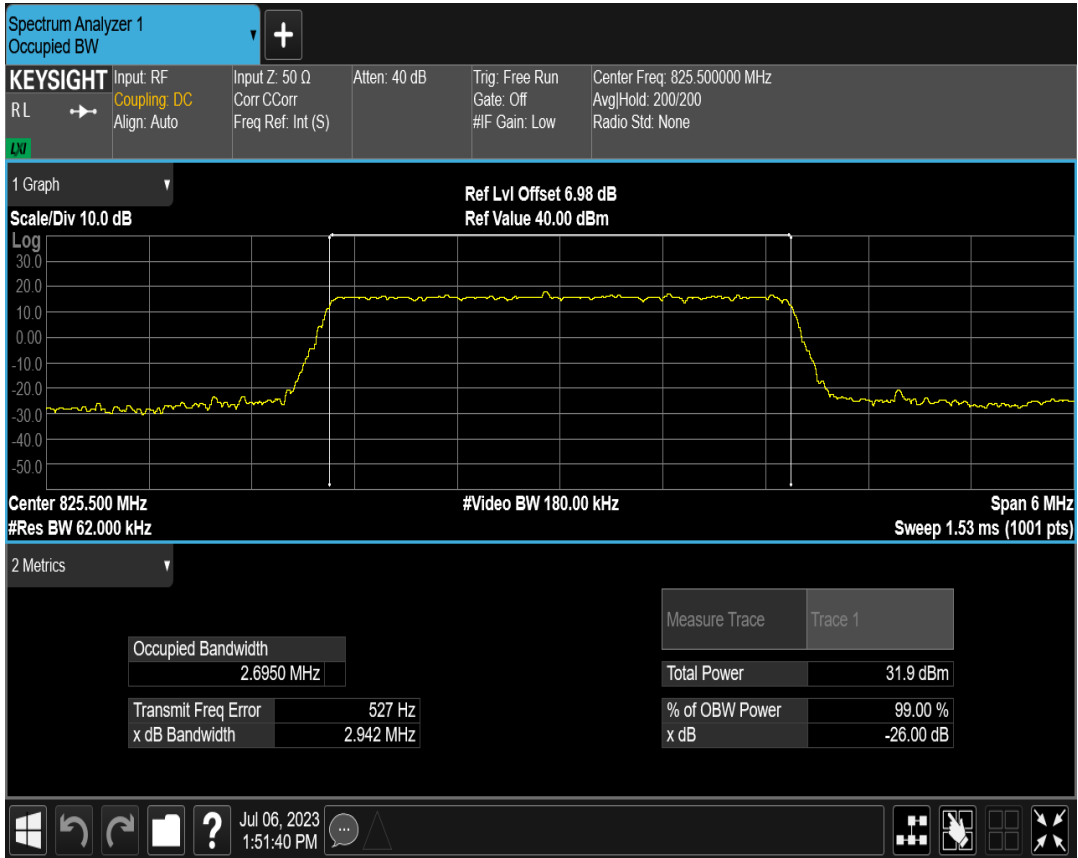 Spectrum Analyzer 1
Occupied BW
KEYSIGHT
RL
LXI
Input: RF
Coupling: DC
Align: Auto
Input Z: 50 Ω
Corr CCorr
Freq Ref: Int (S)
Atten: 40 dB
Trig: Free Run
Gate: Off
#IF Gain: Low
Center Freq: 825.500000 MHz
Avg|Hold: 200/200
Radio Std: None
1 Graph
Scale/Div 10.0 dB
Ref Lvl Offset 6.98 dB
Ref Value 40.00 dBm
Log
30.0
20.0
10.0
0.00
-10.0
-20.0
-30.0
-40.0
-50.0
Center 825.500 MHz
#Video BW 180.00 kHz
Span 6 MHz
#Res BW 62.000 kHz
Sweep 1.53 ms (1001 pts)
2 Metrics
Measure Trace Trace 1
Occupied Bandwidth
2.6950 MHz
Total Power 31.9 dBm
Transmit Freq Error 527 Hz
% of OBW Power 99.00 %
x dB Bandwidth 2.942 MHz
x dB -26.00 dB
?
Jul 06, 2023
1:51:40 PM